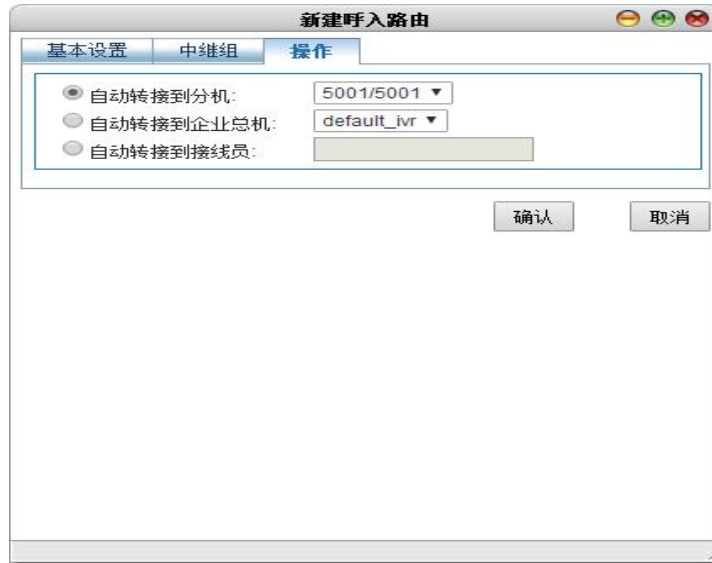 新建呼入路由
基本设置 中继组 操作
自动转接到分机: 5001/5001
自动转接到企业总机: default_ivr
自动转接到接线员:
确认 取消